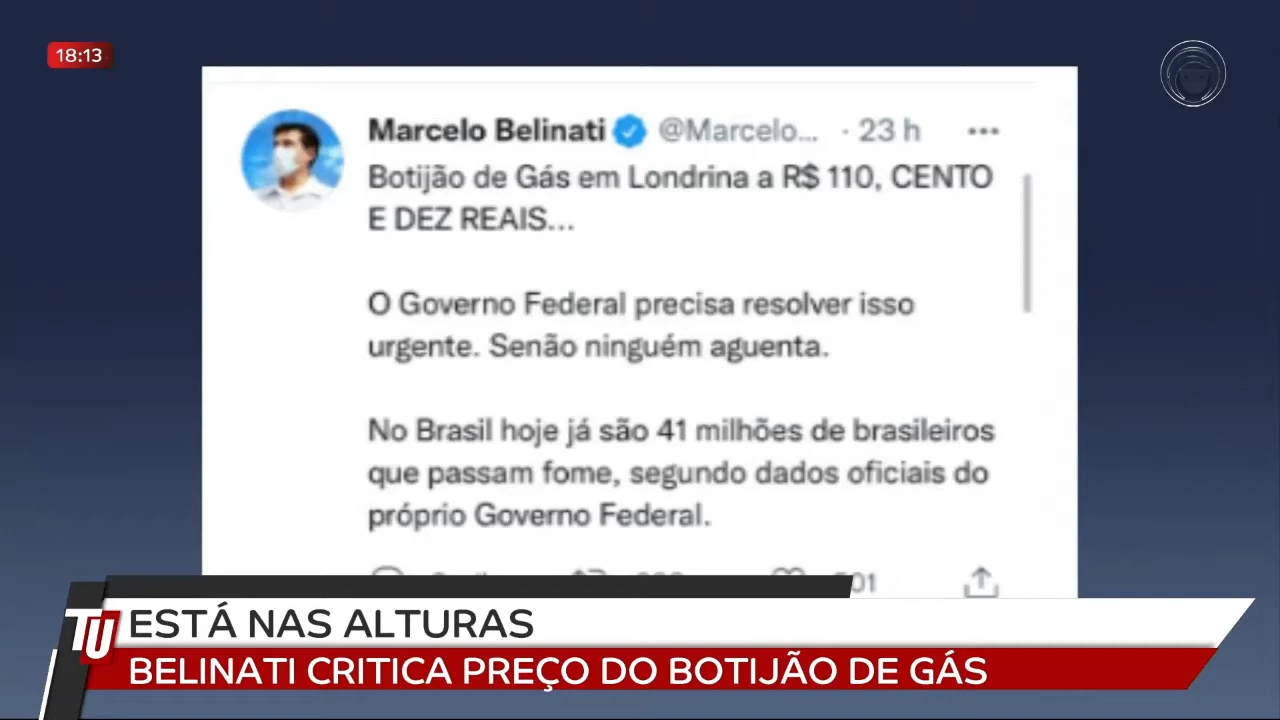 18:13
Marcelo Belinati @Marcelo... · 23 h ...
Botijão de Gás em Londrina a R$ 110, CENTO
E DEZ REAIS...
O Governo Federal precisa resolver isso
urgente. Senão ninguém aguenta.
No Brasil hoje já são 41 milhões de brasileiros
que passam fome, segundo dados oficiais do
próprio Governo Federal.
TU
ESTÁ NAS ALTURAS
BELINATI CRITICA PREÇO DO BOTIJÃO DE GÁS